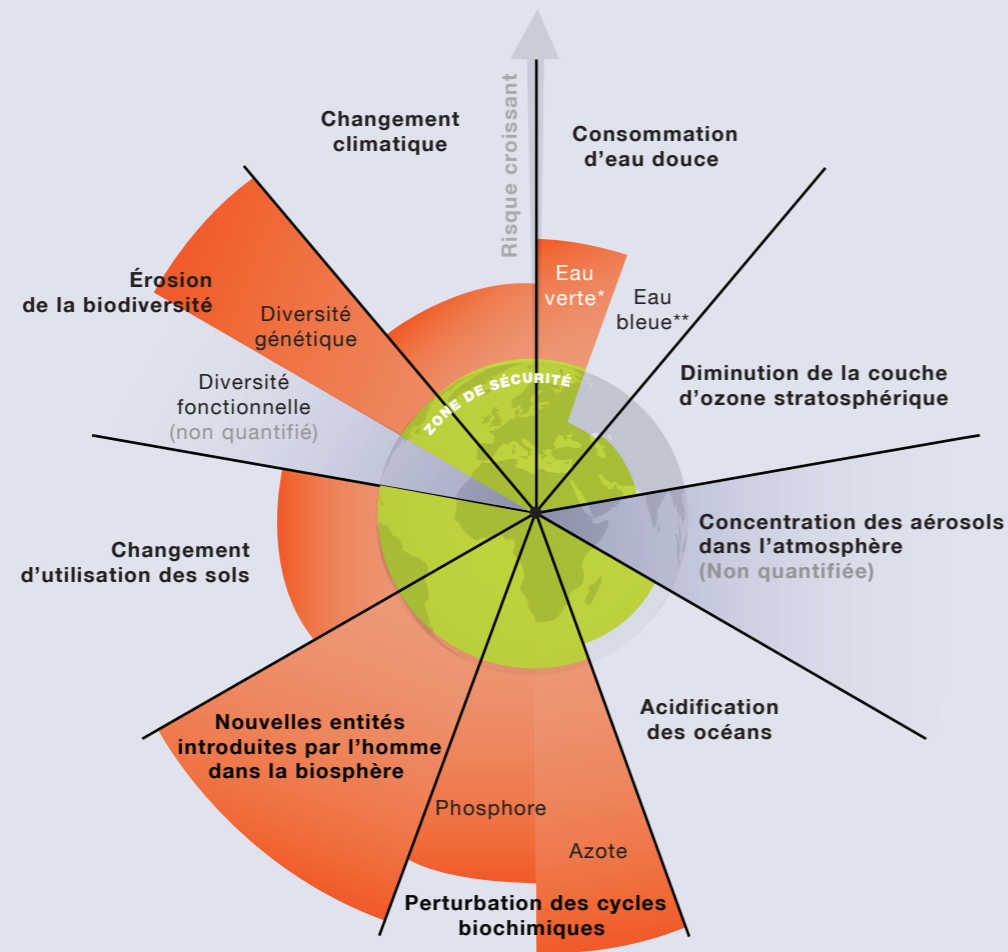 Risque croissant
Changement
climatique
Consommation
d'eau douce
Eau
verte*
Eau
bleue**
Érosion
de la biodiversité
Diversité
génétique
Diversité
fonctionnelle
(non quantifié)
ZONE DE SÉCURITÉ
Diminution de la couche
d'ozone stratosphérique
Concentration des aérosols
dans l'atmosphère
(Non quantifiée)
Changement
d'utilisation des sols
Acidification
des océans
Nouvelles entités
introduites par l'homme
dans la biosphère
Phosphore
Azote
Perturbation des cycles
biochimiques